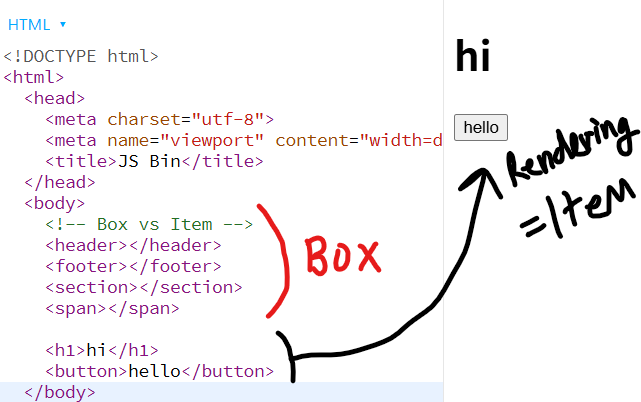 HTML
<!DOCTYPE html>
<html>
<head>
<meta charset="utf-8">
<meta name="viewport" content="width=d
<title>JS Bin</title>
</head>
<body>
<!-- Box vs Item -->
<header></header>
<footer></footer>
<section></section>
<span></span>
<h1>hi</h1>
<button>hello</button>
</body>
BOX
hi
hello
Rendering
=Item